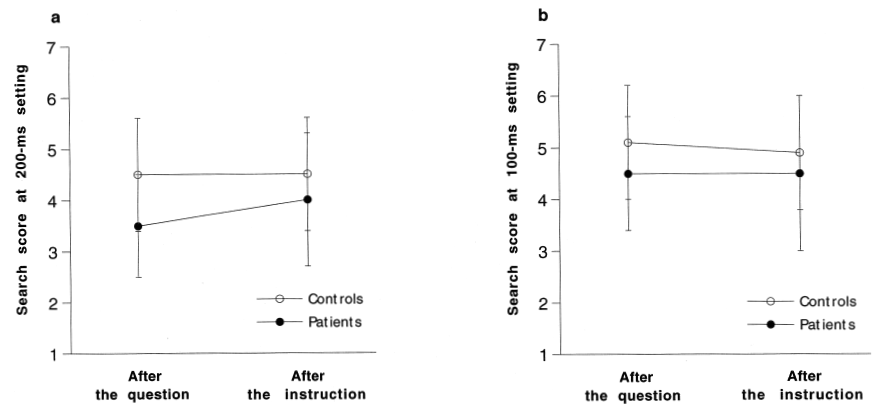 a
Search score at 200-ms setting
7
6
5
4
3
2
1
Controls
Patients
After
the question
After
the instruction
b
Search score at 100-ms setting
7
6
5
4
3
2
1
Controls
Patients
After
the question
After
the instruction